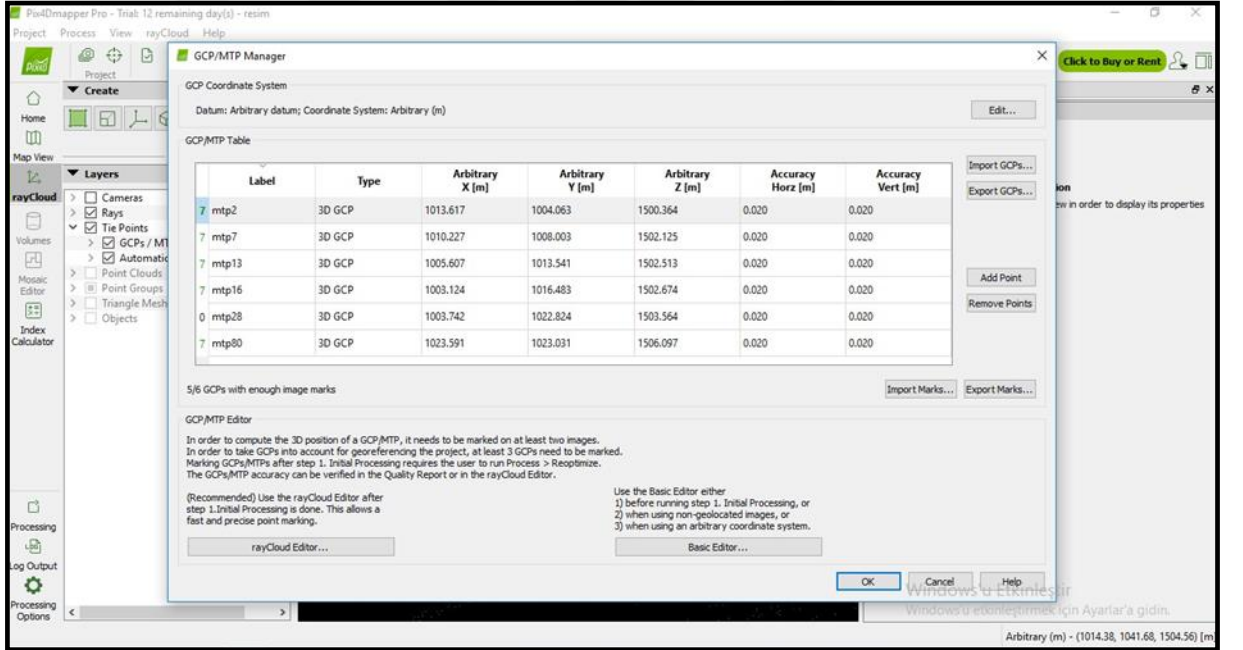 Pix4Dmapper Pro - Trial: 12 remaining day(s) - resim
Project Process View rayCloud Help
Project
Click to Buy or Rent
Home
Map View
rayCloud
Volumes
Mosaic
Editor
Index
Calculator
Processing
Log Output
Processing
Options
Create
Layers
Cameras
Rays
Tie Points
GCPs / MT
Automatic
Point Clouds
Point Groups
Triangle Mesh
Objects
GCP/MTP Manager
GCP Coordinate System
Datum: Arbitrary datum; Coordinate System: Arbitrary (m)
Edit...
GCP/MTP Table
Label Type Arbitrary X [m] Arbitrary Y [m] Arbitrary Z [m] Accuracy Horz [m] Accuracy Vert [m]
7 mtp2 3D GCP 1013.617 1004.063 1500.364 0.020 0.020
7 mtp7 3D GCP 1010.227 1008.003 1502.125 0.020 0.020
7 mtp13 3D GCP 1005.607 1013.541 1502.513 0.020 0.020
7 mtp16 3D GCP 1003.124 1016.483 1502.674 0.020 0.020
0 mtp28 3D GCP 1003.742 1022.824 1503.564 0.020 0.020
7 mtp80 3D GCP 1023.591 1023.031 1506.097 0.020 0.020
Import GCPs...
Export GCPs...
Add Point
Remove Points
5/6 GCPs with enough image marks
Import Marks... Export Marks...
GCP/MTP Editor
In order to compute the 3D position of a GCP/MTP, it needs to be marked on at least two images.
In order to take GCPs into account for georeferencing the project, at least 3 GCPs need to be marked.
Marking GCPs/MTPs after step 1. Initial Processing requires the user to run Process > Reoptimize.
The GCPs/MTP accuracy can be verified in the Quality Report or in the rayCloud Editor.
(Recommended) Use the rayCloud Editor after
step 1.Initial Processing is done. This allows a
fast and precise point marking.
rayCloud Editor...
Use the Basic Editor either
1) before running step 1. Initial Processing, or
2) when using non-geolocated images, or
3) when using an arbitrary coordinate system.
Basic Editor...
OK Cancel Help
ion
ew in order to display its properties
Windows'u Etkinleştir
Windows'u etkinleştirmek için Ayarlar'a gidin.
Arbitrary (m) - (1014.38, 1041.68, 1504.56) [m